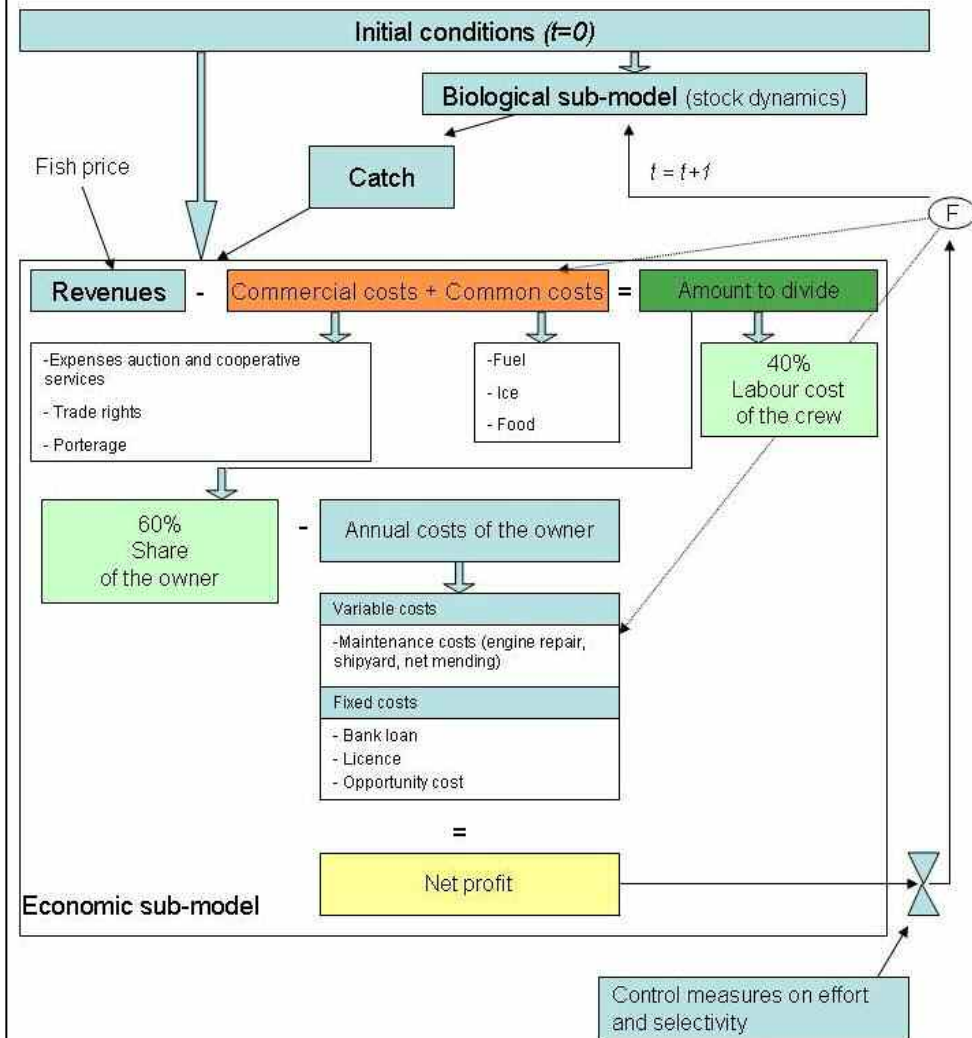 Initial conditions (t=0)
Biological sub-model (stock dynamics)
Fish price
Catch
t = t+1
F
Revenues - Commercial costs + Common costs = Amount to divide
-Expenses auction and cooperative
services
- Trade rights
- Porterage
-Fuel
- Ice
- Food
40%
Labour cost
of the crew
60%
Share
of the owner
- Annual costs of the owner
Variable costs
-Maintenance costs (engine repair,
shipyard, net mending)
Fixed costs
- Bank loan
- Licence
- Opportunity cost
=
Net profit
Economic sub-model
Control measures on effort
and selectivity